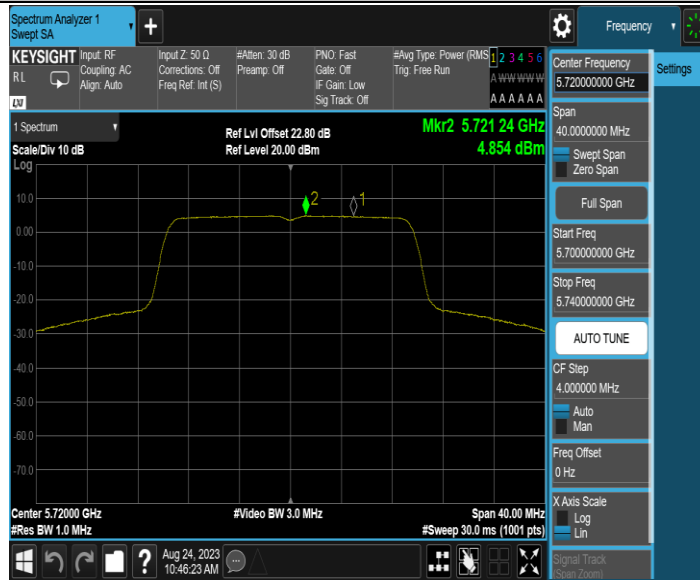 Spectrum Analyzer 1
Swept SA
Frequency
KEYSIGHT
RL
LXI
Input: RF
Coupling: AC
Align: Auto
Input Z: 50 Ω
Corrections: Off
Freq Ref: Int (S)
#Atten: 30 dB
Preamp: Off
PNO: Fast
Gate: Off
IF Gain: Low
Sig Track: Off
#Avg Type: Power (RMS
Trig: Free Run
1 2 3 4 5 6
A W W W W W
A A A A A A
1 Spectrum
Scale/Div 10 dB
Ref Lvl Offset 22.80 dB
Ref Level 20.00 dBm
Mkr2 5.721 24 GHz
4.854 dBm
Log
10.0
0.00
-10.0
-20.0
-30.0
-40.0
-50.0
-60.0
-70.0
2
1
Center 5.72000 GHz
#Res BW 1.0 MHz
#Video BW 3.0 MHz
Span 40.00 MHz
#Sweep 30.0 ms (1001 pts)
Aug 24, 2023
10:46:23 AM
Center Frequency
5.720000000 GHz
Settings
Span
40.0000000 MHz
Swept Span
Zero Span
Full Span
Start Freq
5.700000000 GHz
Stop Freq
5.740000000 GHz
AUTO TUNE
CF Step
4.000000 MHz
Auto
Man
Freq Offset
0 Hz
X Axis Scale
Log
Lin
Signal Track
(Span Zoom)